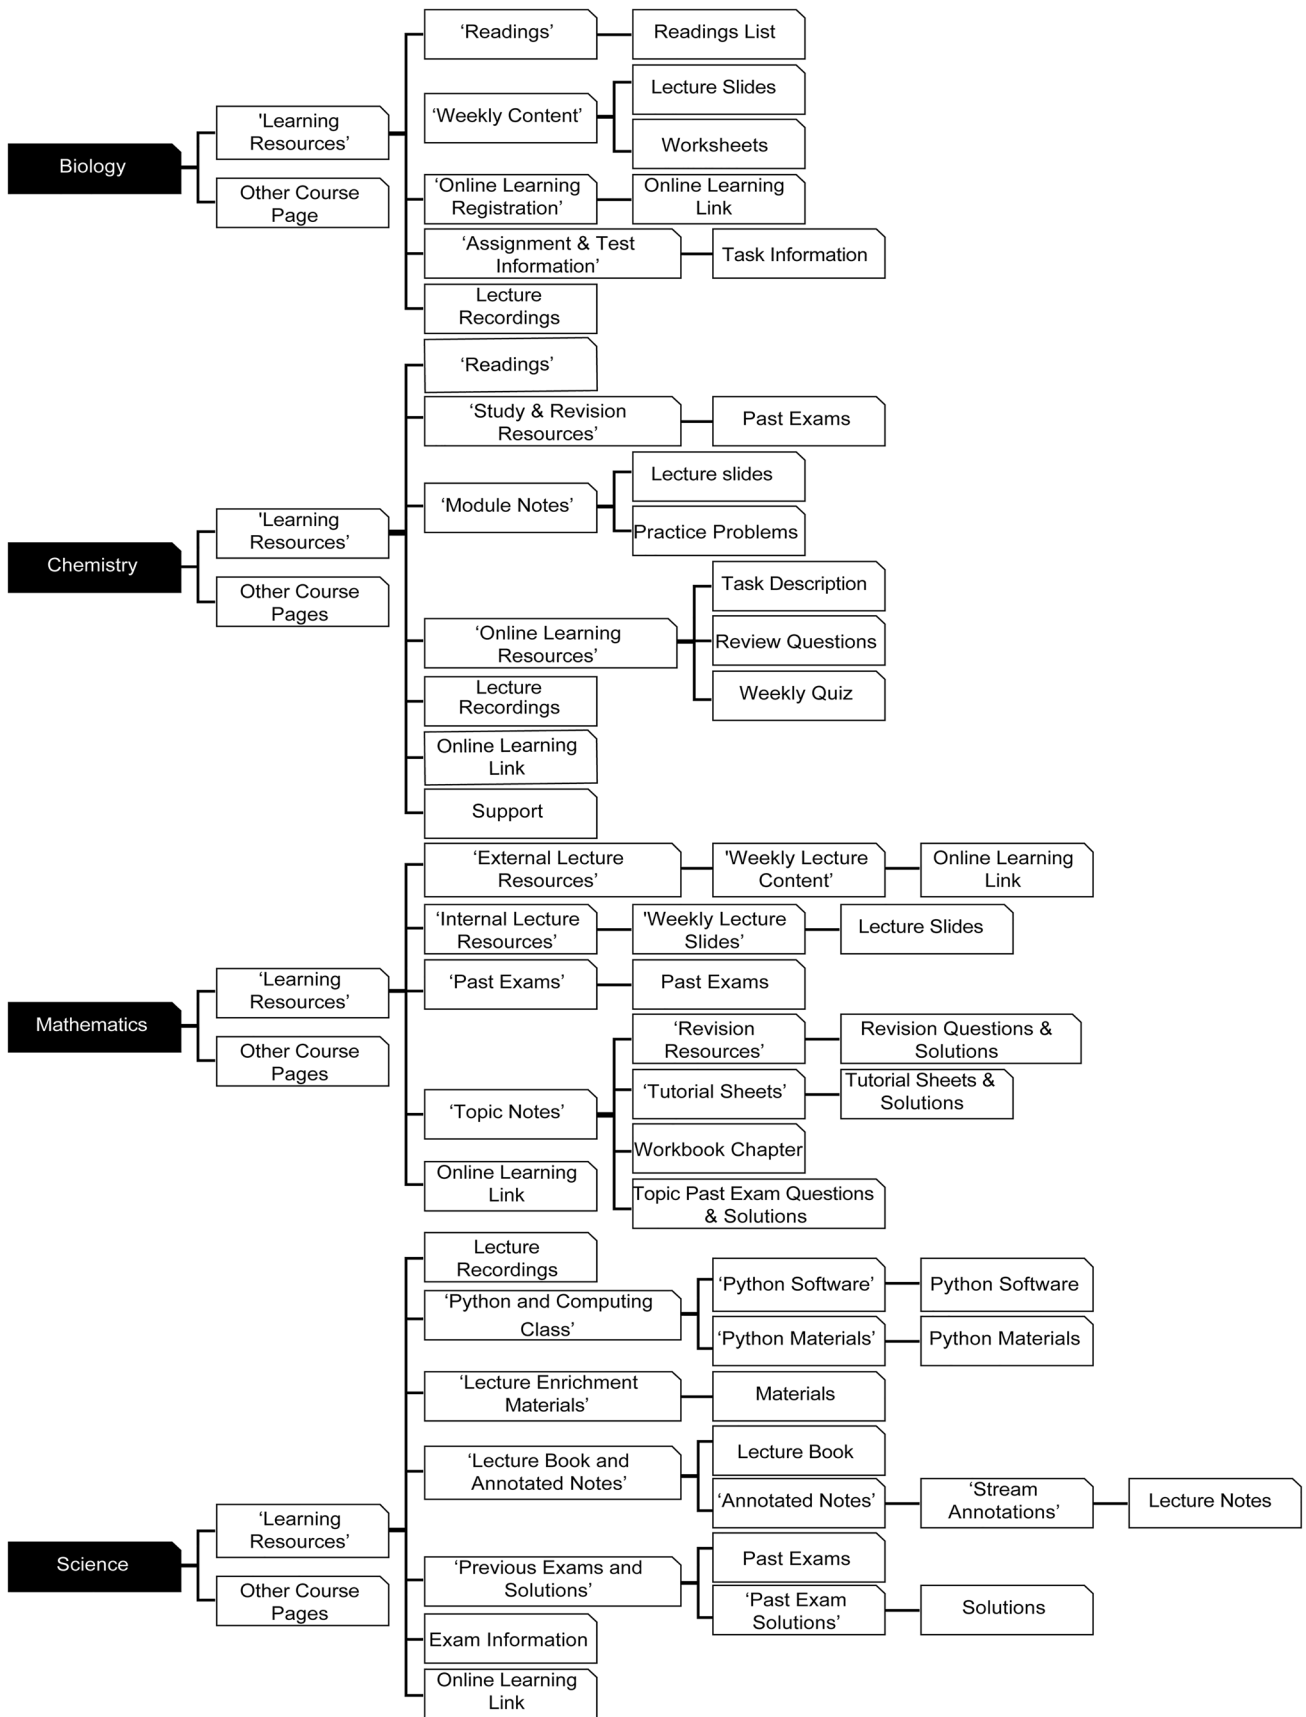 Biology
'Learning
Resources’
Other Course
Page
‘Readings’
Readings List
‘Weekly Content’
Lecture Slides
Worksheets
‘Online Learning
Registration’
Online Learning
Link
‘Assignment & Test
Information’
Task Information
Lecture
Recordings
Chemistry
'Learning
Resources’
Other Course
Pages
‘Readings’
‘Study & Revision
Resources’
Past Exams
‘Module Notes’
Lecture slides
Practice Problems
‘Online Learning
Resources’
Task Description
Review Questions
Weekly Quiz
Lecture
Recordings
Online Learning
Link
Support
Mathematics
‘Learning
Resources’
Other Course
Pages
‘External Lecture
Resources’
'Weekly Lecture
Content’
Online Learning
Link
‘Internal Lecture
Resources’
'Weekly Lecture
Slides’
Lecture Slides
‘Past Exams’
Past Exams
‘Topic Notes’
‘Revision
Resources’
Revision Questions &
Solutions
‘Tutorial Sheets’
Tutorial Sheets &
Solutions
Workbook Chapter
Topic Past Exam Questions
& Solutions
Online Learning
Link
Science
‘Learning
Resources’
Other Course
Pages
Lecture
Recordings
‘Python and Computing
Class’
‘Python Software’
Python Software
‘Python Materials’
Python Materials
‘Lecture Enrichment
Materials’
Materials
‘Lecture Book and
Annotated Notes’
Lecture Book
‘Annotated Notes’
‘Stream
Annotations’
Lecture Notes
‘Previous Exams and
Solutions’
Past Exams
‘Past Exam
Solutions’
Solutions
Exam Information
Online Learning
Link